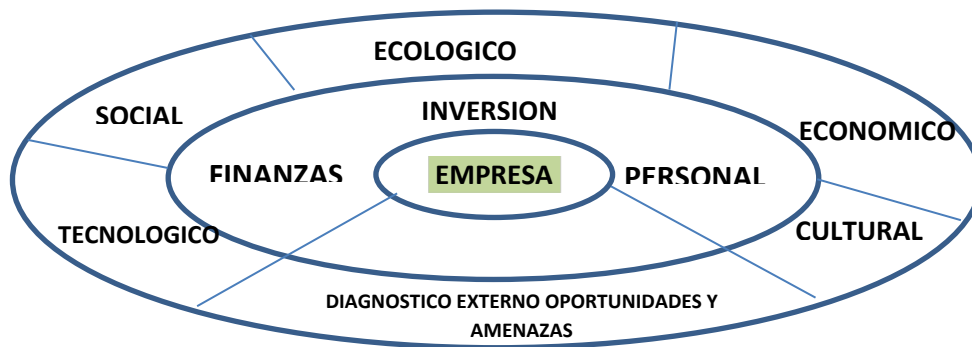 ECOLOGICO
SOCIAL
INVERSION
ECONOMICO
FINANZAS
EMPRESA
PERSONAL
TECNOLOGICO
CULTURAL
DIAGNOSTICO EXTERNO OPORTUNIDADES Y
AMENAZAS